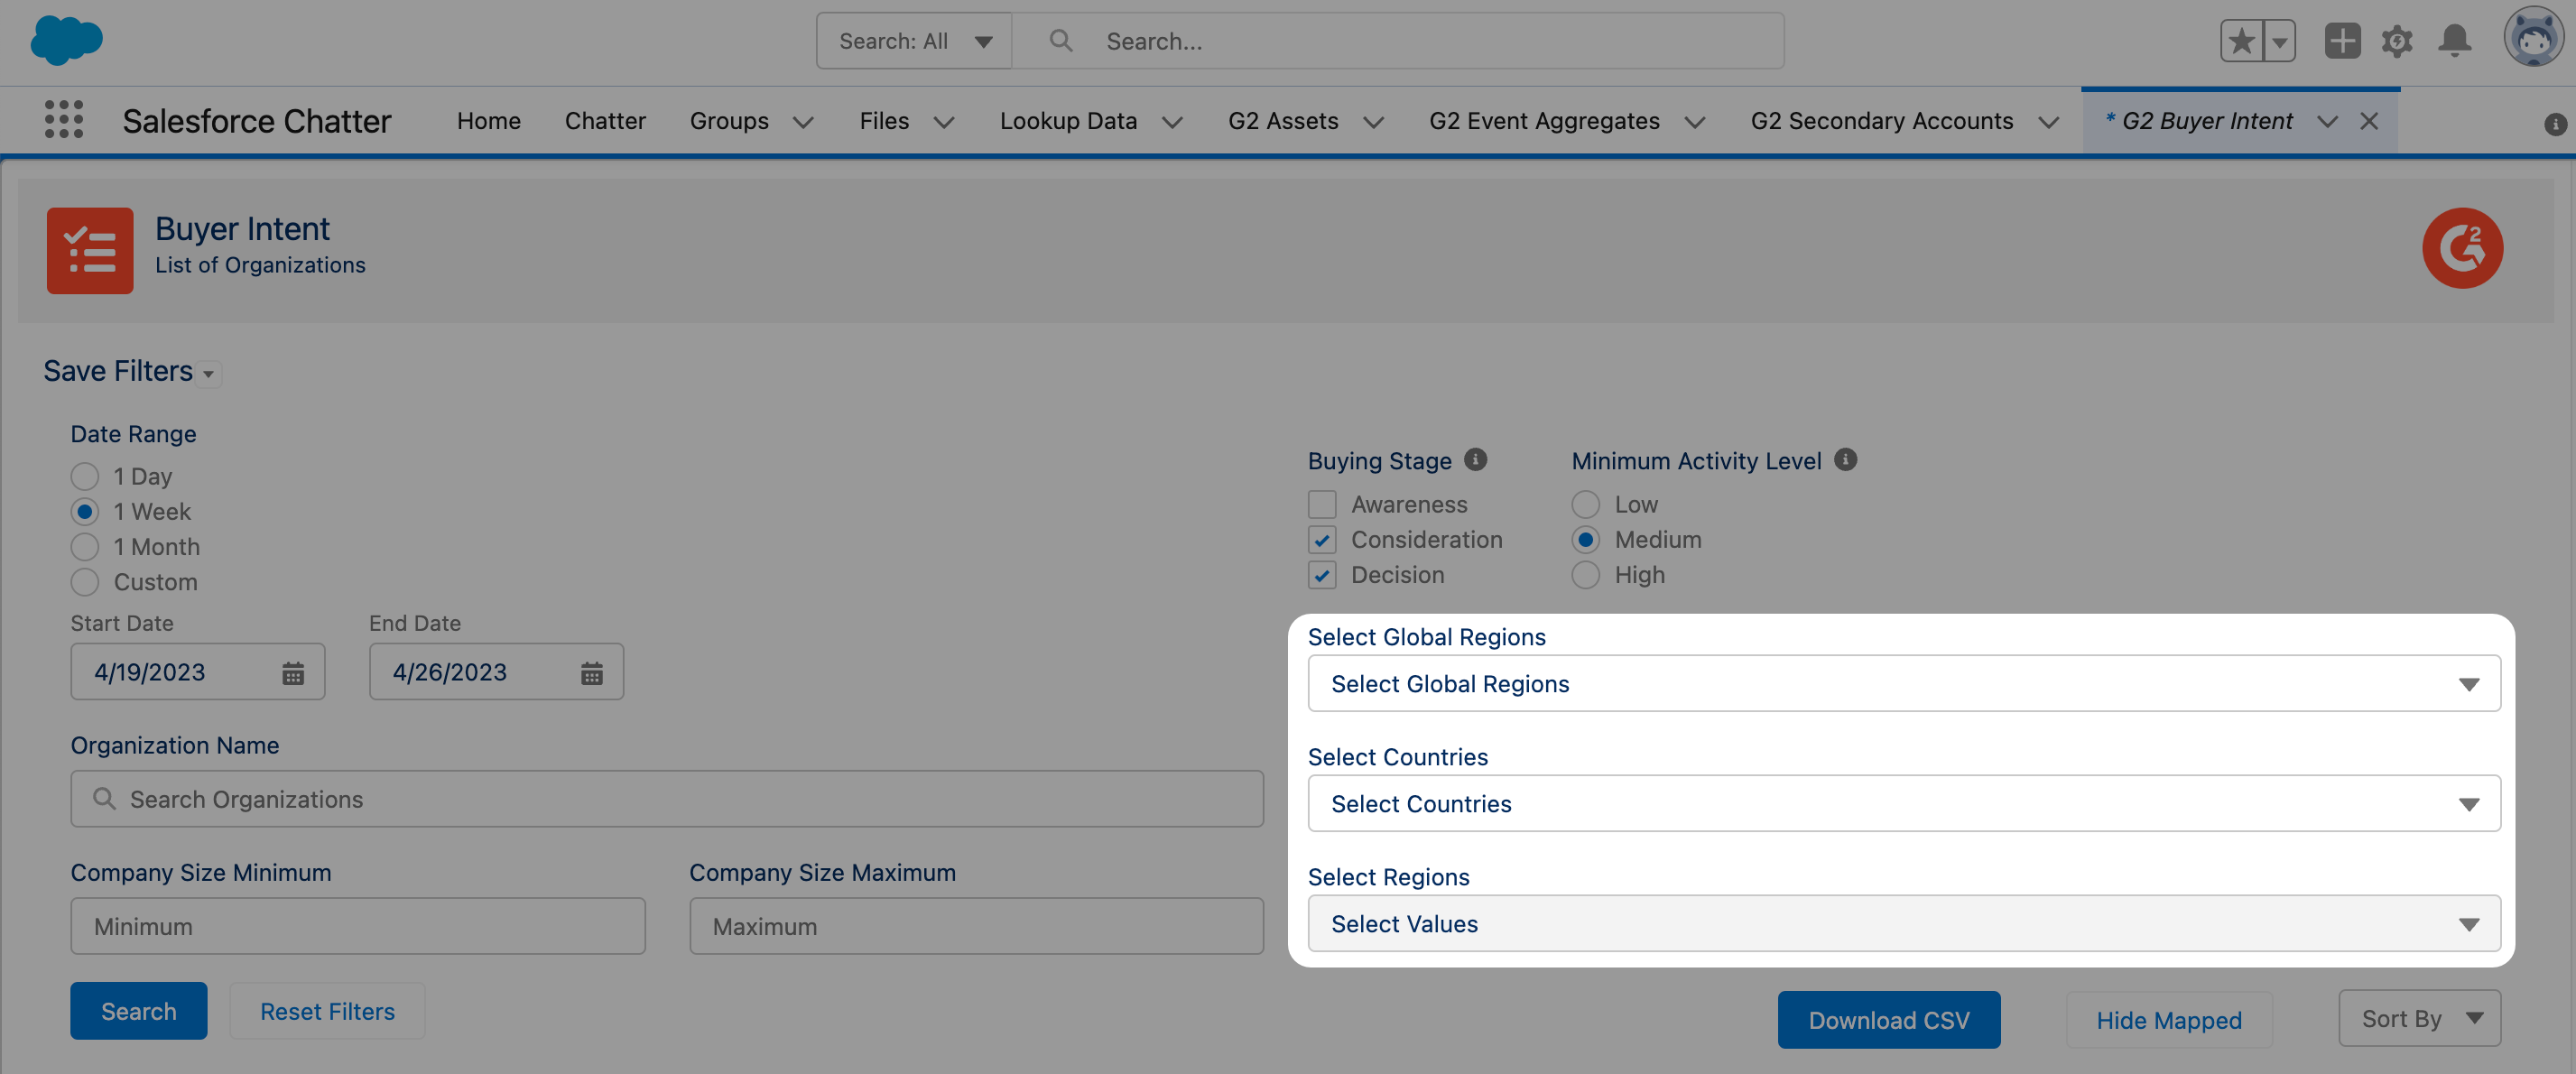 Search: All
Search...
Salesforce Chatter
Home
Chatter
Groups
Files
Lookup Data
G2 Assets
G2 Event Aggregates
G2 Secondary Accounts
* G2 Buyer Intent
Buyer Intent
List of Organizations
G2
Save Filters
Date Range
1 Day
1 Week
1 Month
Custom
Start Date
End Date
4/19/2023
4/26/2023
Organization Name
Search Organizations
Company Size Minimum
Company Size Maximum
Minimum
Maximum
Search
Reset Filters
Buying Stage
Minimum Activity Level
Awareness
Consideration
Decision
Low
Medium
High
Select Global Regions
Select Global Regions
Select Countries
Select Countries
Select Regions
Select Values
Download CSV
Hide Mapped
Sort By